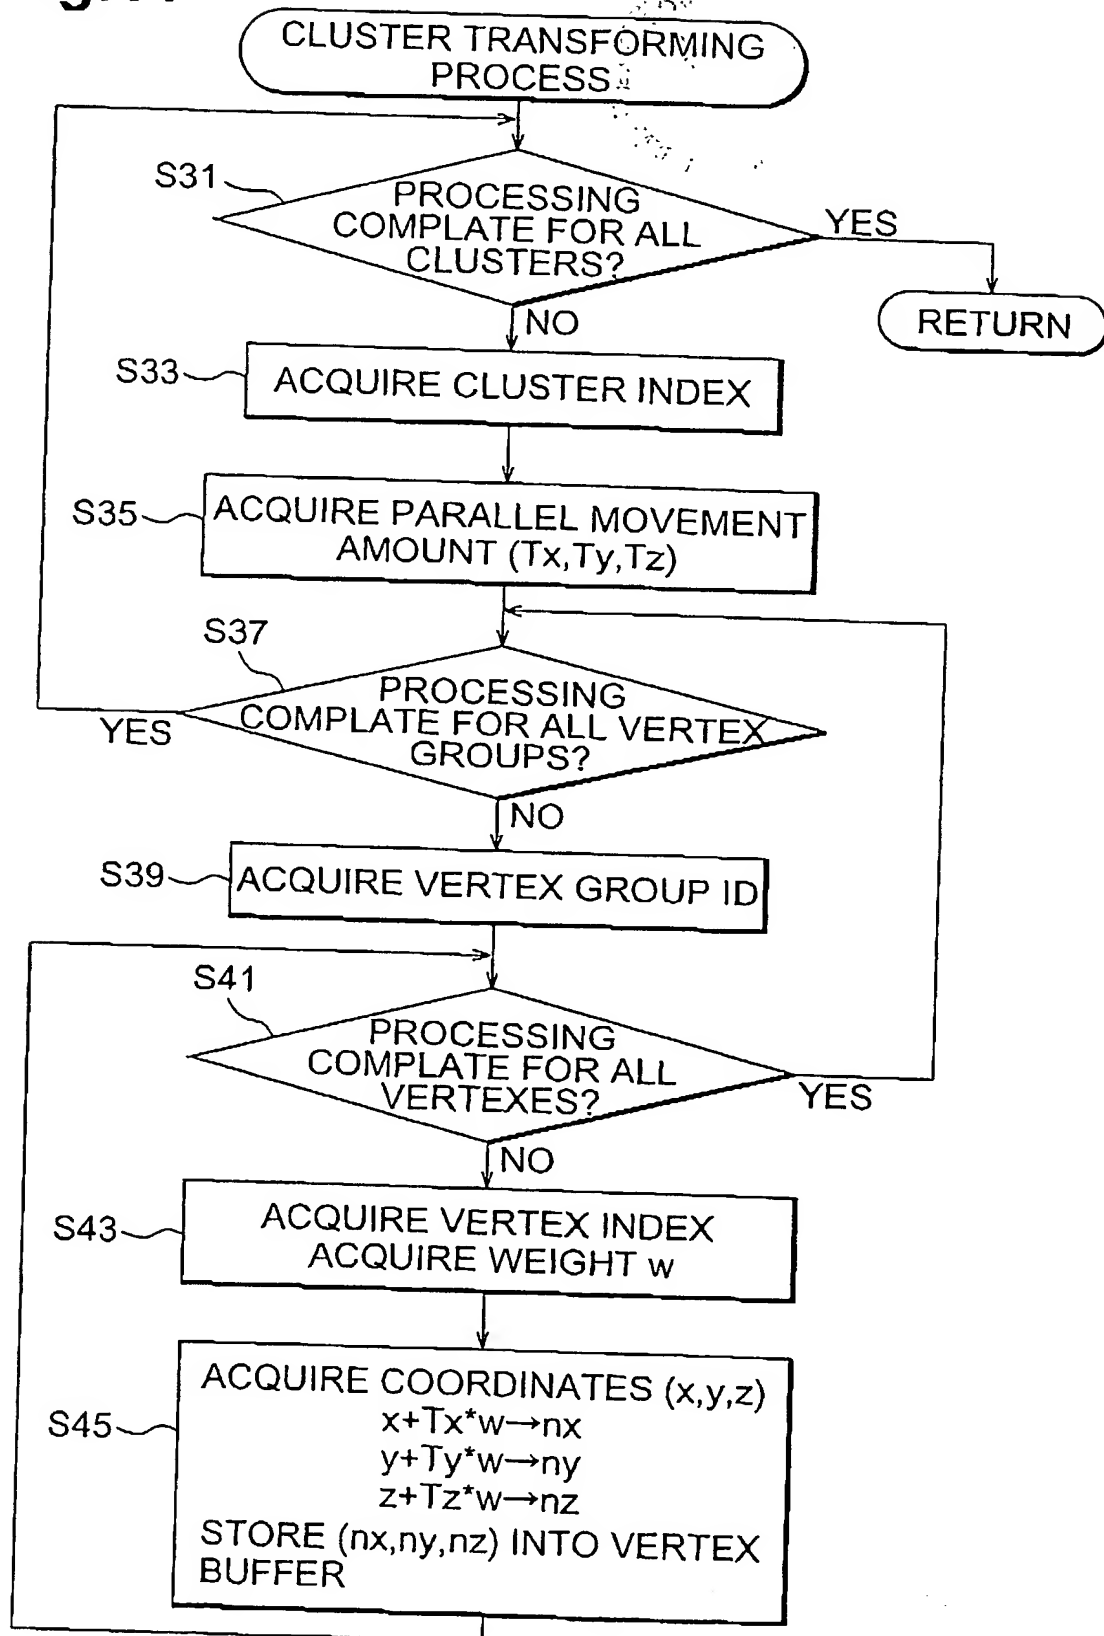 CLUSTER TRANSFORMING
PROCESS
S31
PROCESSING
COMPLATE FOR ALL
CLUSTERS?
YES
RETURN
NO
S33
ACQUIRE CLUSTER INDEX
S35
ACQUIRE PARALLEL MOVEMENT
AMOUNT (Tx,Ty,Tz)
S37
PROCESSING
COMPLATE FOR ALL VERTEX
GROUPS?
YES
NO
S39
ACQUIRE VERTEX GROUP ID
S41
PROCESSING
COMPLATE FOR ALL
VERTEXES?
YES
NO
S43
ACQUIRE VERTEX INDEX
ACQUIRE WEIGHT w
S45
ACQUIRE COORDINATES (x,y,z)
x+Tx*w→nx
y+Ty*w→ny
z+Tz*w→nz
STORE (nx,ny,nz) INTO VERTEX
BUFFER